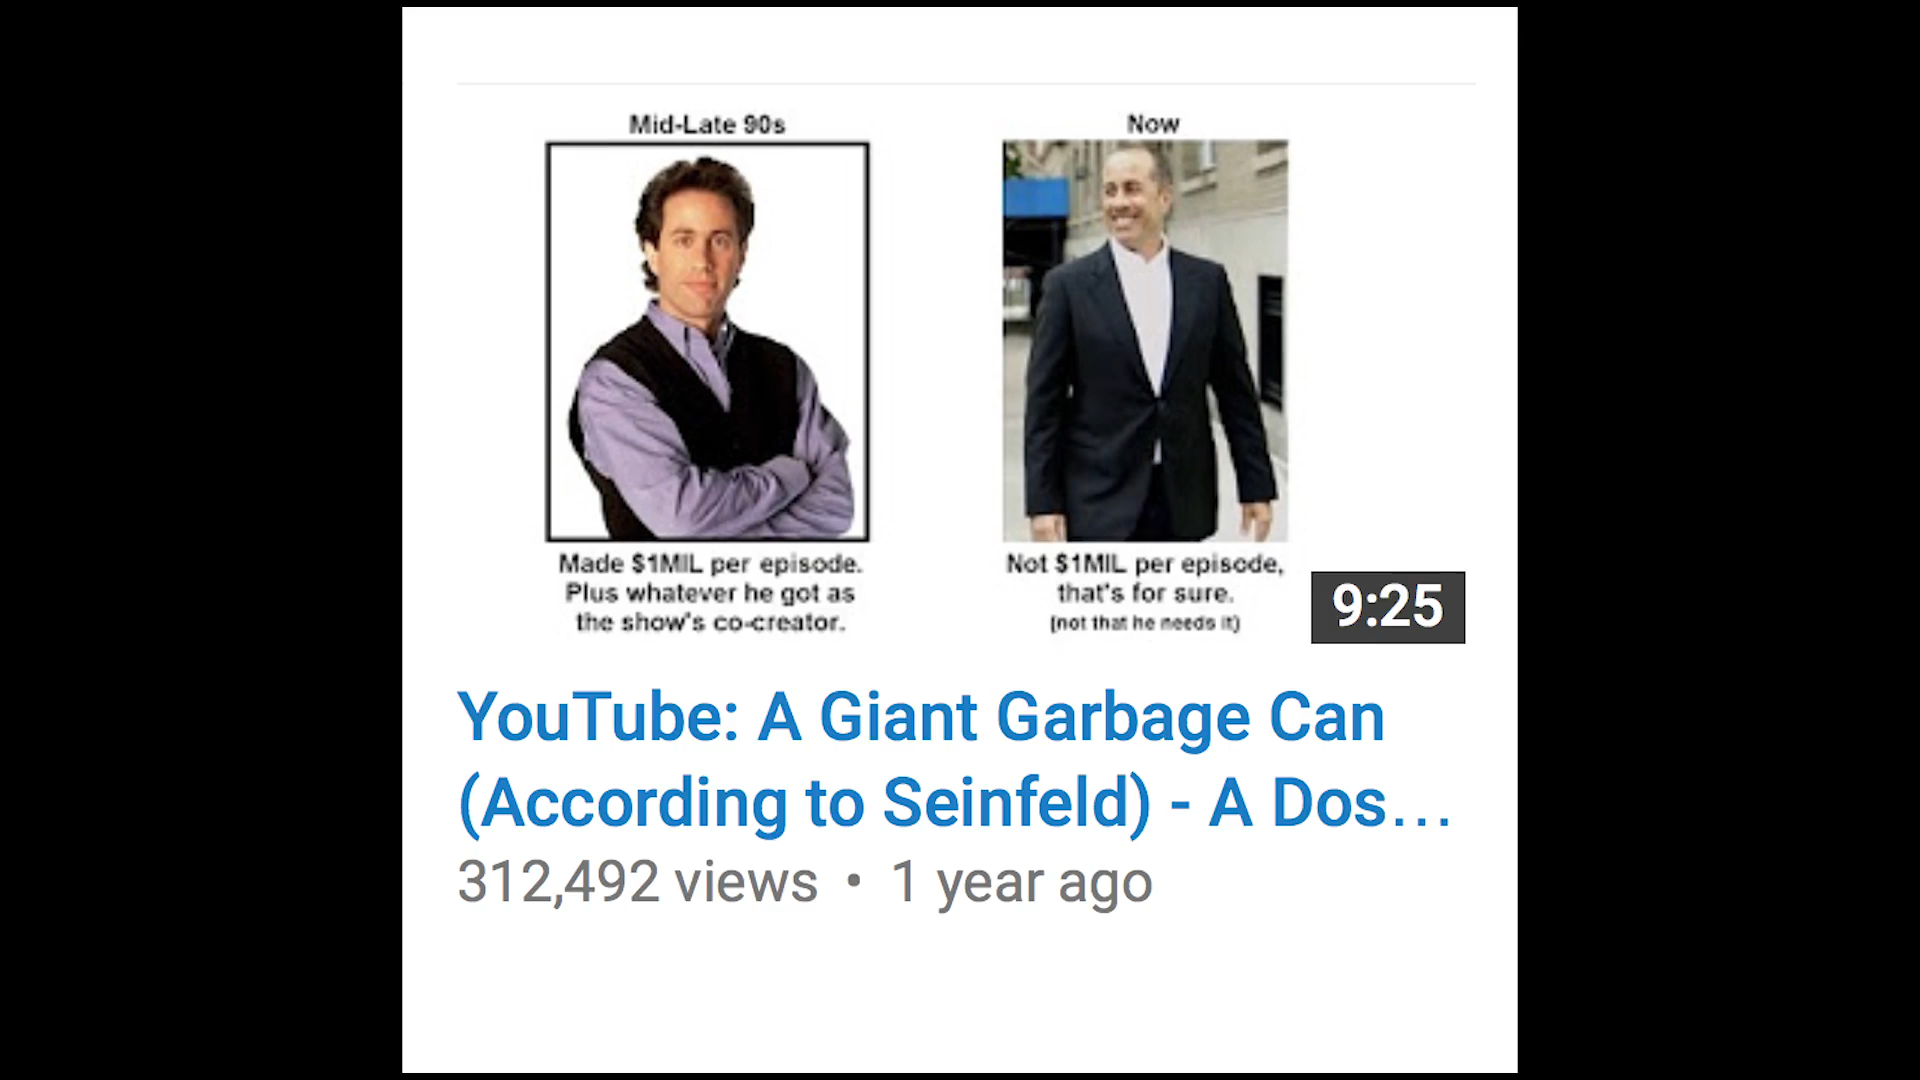 Mid-Late 90s
Now
Made $1MIL per episode.
Plus whatever he got as
the show's co-creator.
Not $1MIL per episode,
that's for sure.
(not that he needs it)
9:25
YouTube: A Giant Garbage Can
(According to Seinfeld) - A Dos...
312,492 views • 1 year ago